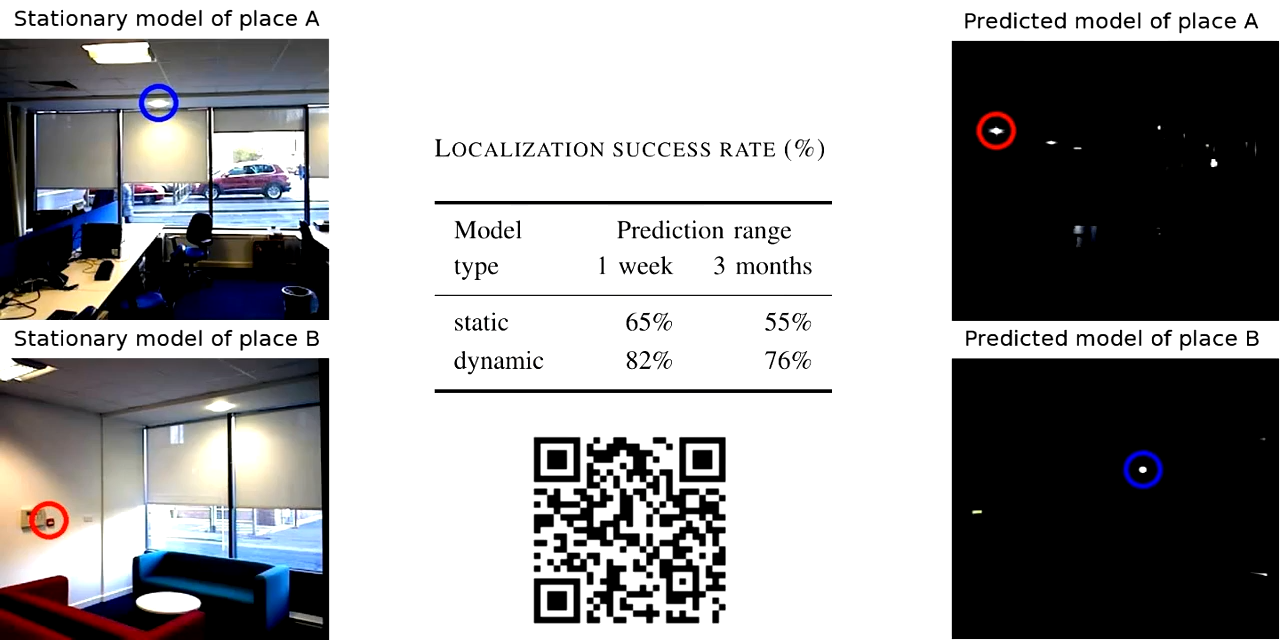 Stationary model of place A
Predicted model of place A
LOCALIZATION SUCCESS RATE (%)
Model Prediction range
type 1 week 3 months
static 65% 55%
dynamic 82% 76%
Stationary model of place B
Predicted model of place B